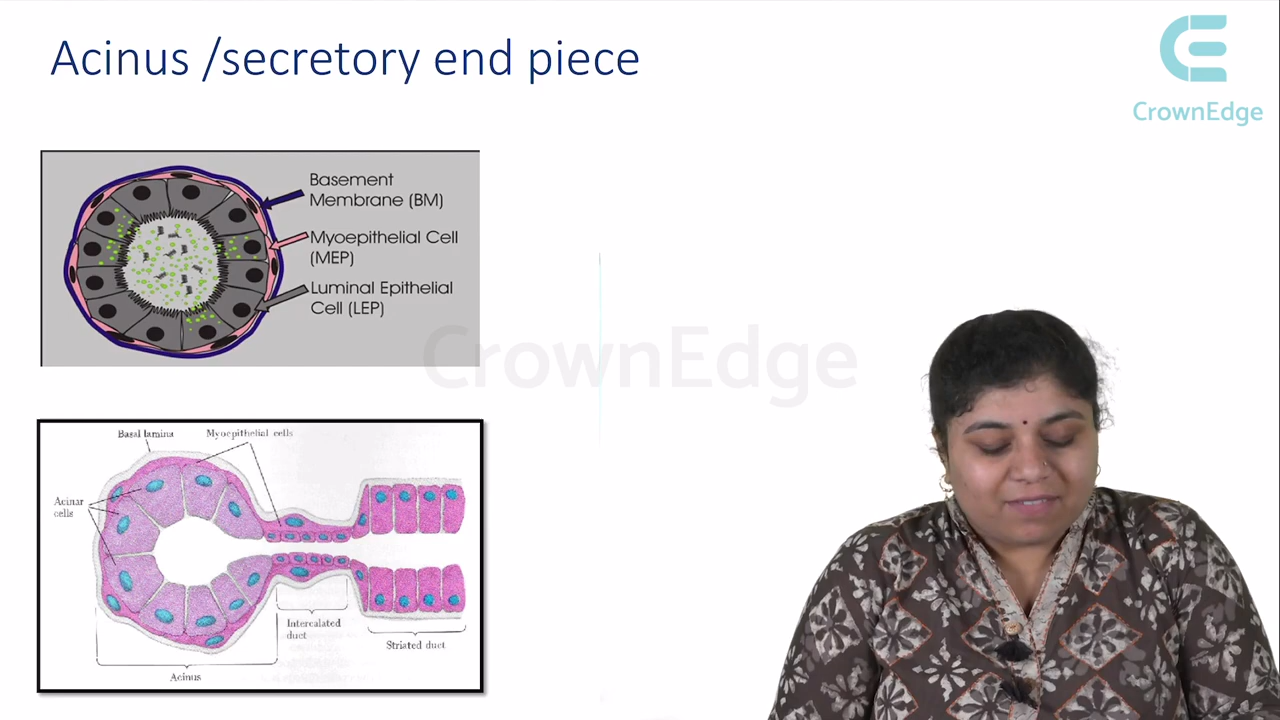 Acinus /secretory end piece
CrownEdge
Basement
Membrane (BM)
Myoepithelial Cell
(MEP)
Luminal Epithelial
Cell (LEP)
CrownEdge
Basal lamina
Myoepithelial cells
Acinar
cells
Intercalated
duct
Striated duct
Acinus